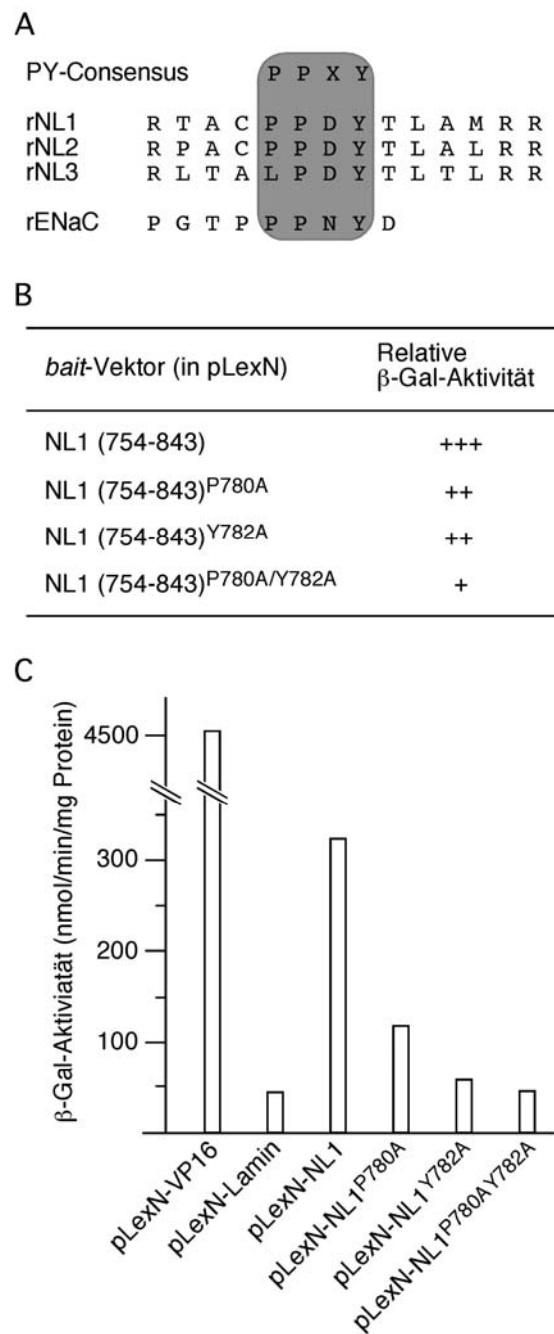 A
PY-Consensus P P X Y
rNL1 R T A C P P D Y T L A M R R
rNL2 R P A C P P D Y T L A L R R
rNL3 R L T A L P D Y T L T L R R
rENaC P G T P P P N Y D
B
bait-Vektor (in pLexN) Relative β-Gal-Aktivität
NL1 (754-843) +++
NL1 (754-843)P780A ++
NL1 (754-843)Y782A ++
NL1 (754-843)P780A/Y782A +
C
β-Gal-Aktiviatät (nmol/min/mg Protein)
4500
300
200
100
pLexN-VP16
pLexN-Lamin
pLexN-NL1
pLexN-NL1P780A
pLexN-NL1Y782A
pLexN-NL1P780AY782A